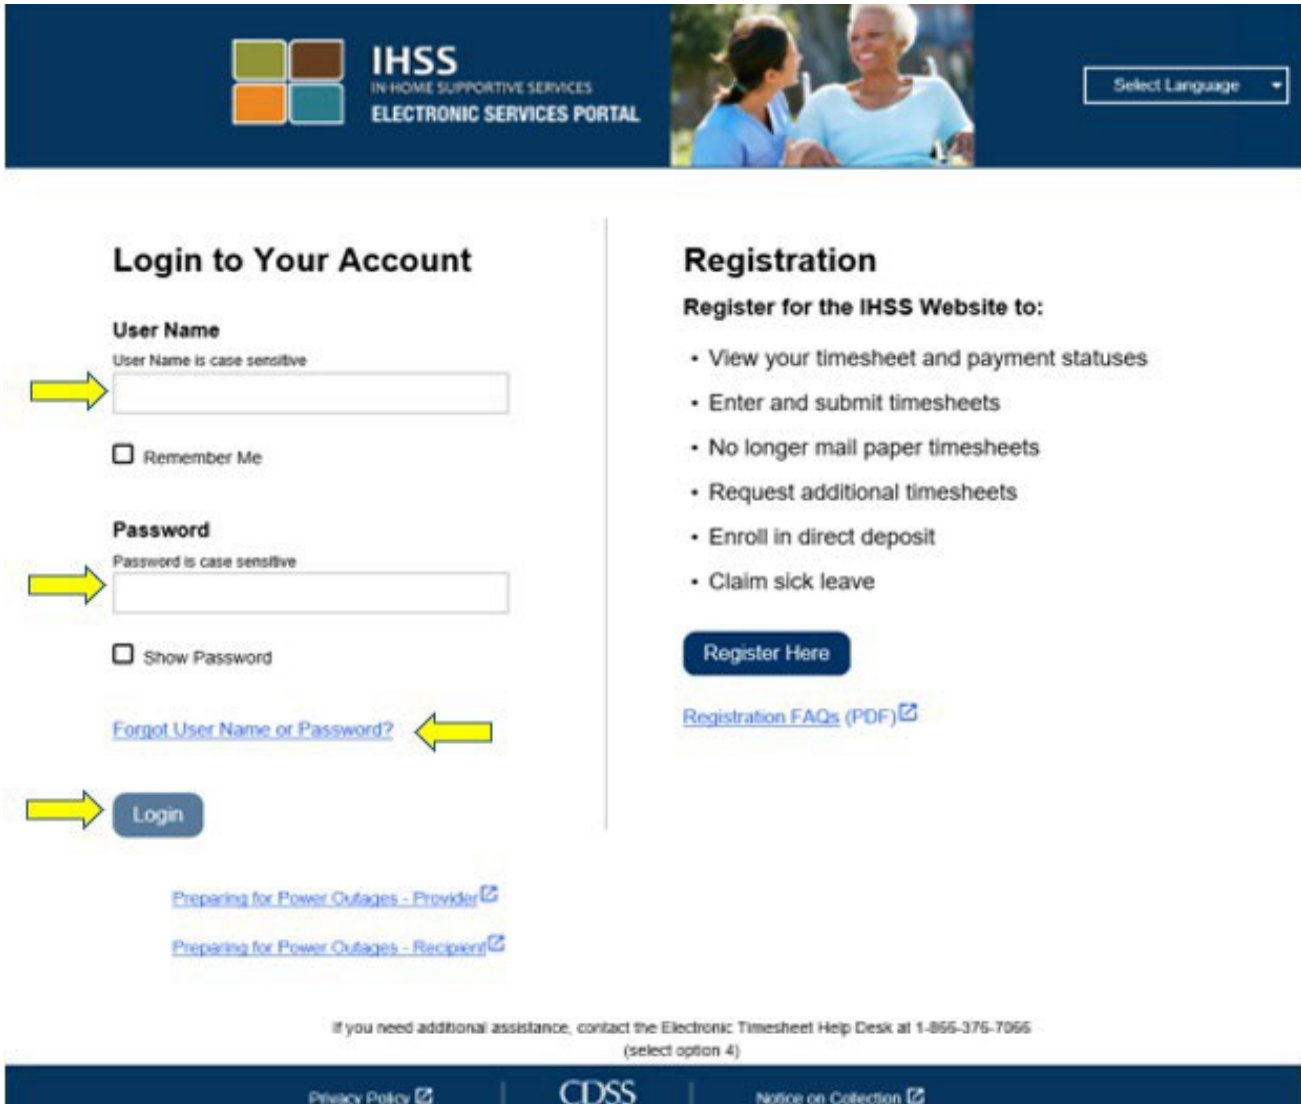 IHSS
IN-HOME SUPPORTIVE SERVICES
ELECTRONIC SERVICES PORTAL
Select Language
Login to Your Account
User Name
User Name is case sensitive
Remember Me
Password
Password is case sensitive
Show Password
Forgot User Name or Password?
Login
Preparing for Power Outages - Provider
Preparing for Power Outages - Recipient
Registration
Register for the IHSS Website to:
• View your timesheet and payment statuses
• Enter and submit timesheets
• No longer mail paper timesheets
• Request additional timesheets
• Enroll in direct deposit
• Claim sick leave
Register Here
Registration FAQs (PDF)
If you need additional assistance, contact the Electronic Timesheet Help Desk at 1-866-376-7066
(select option 4)
Privacy Policy
CDSS
Notice on Collection